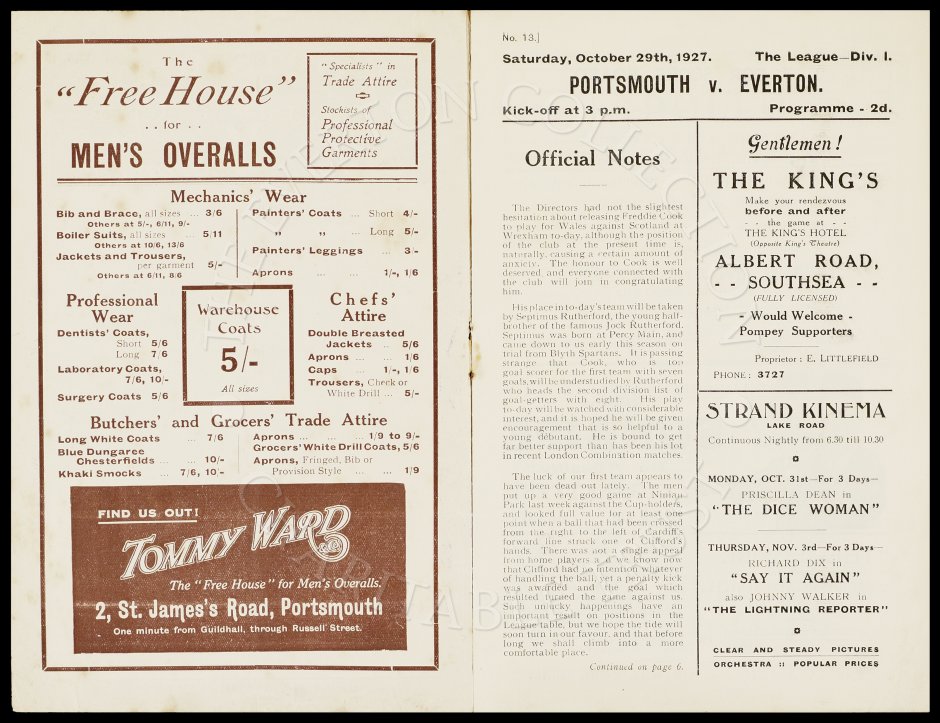 The
"Free House"
.. for ..
MEN'S OVERALLS
"Specialists" in
Trade Attire
Stockists of
Professional
Protective
Garments
Mechanics' Wear
Bib and Brace, all sizes ... 3/6
Others at 5/-, 6/11, 9/-
Boiler Suits, all sizes ... 5/11
Others at 10/6, 13/6
Jackets and Trousers,
per garment 5/-
Others at 6/11, 8/6
Painters' Coats ... Short 4/-
" " ... Long 5/-
Painters' Leggings ... 3/-
Aprons ... ... 1/-, 1/6
Professional
Wear
Dentists' Coats,
Short 5/6
Long 7/6
Laboratory Coats,
7/6, 10/-
Surgery Coats 5/6
Warehouse
Coats
5/-
All sizes
Chefs'
Attire
Double Breasted
Jackets ... 5/6
Aprons ... ... 1/6
Caps ... 1/-, 1/6
Trousers, Check or
White Drill ... 5/-
Butchers' and Grocers' Trade Attire
Long White Coats ... 7/6
Blue Dungaree
Chesterfields ... 10/-
Khaki Smocks ... 7/6, 10/-
Aprons ... ... ... 1/9 to 9/-
Grocers' White Drill Coats, 5/6
Aprons, Fringed, Bib or
Provision Style ... ... 1/9
FIND US OUT!
TOMMY WARD
The "Free House" for Men's Overalls.
2, St. James's Road, Portsmouth
One minute from Guildhall, through Russell Street.
No. 13.]
Saturday, October 29th, 1927. The League—Div. I.
PORTSMOUTH v. EVERTON.
Kick-off at 3 p.m. Programme - 2d.
Official Notes
The Directors had not the slightest
hesitation about releasing Freddie Cook
to play for Wales against Scotland at
Wrexham to-day, although the position
of the club at the present time is,
naturally, causing a certain amount of
anxiety. The honour to Cook is well
deserved and everyone connected with
the club will join in congratulating
him.
His place in to-day's team will be taken
by Septimus Rutherford, the young half-
brother of the famous Jock Rutherford.
Septimus was born at Percy Main, and
came down to us early this season on
trial from Blyth Spartans. It is passing
strange that Cook, who is top
goal scorer for the first team with seven
goals, will be understudied by Rutherford
who heads the second division list of
goal-getters with eight. His play
to-day will be watched with considerable
interest, and it is hoped he will be given
encouragement that is so helpful to a
young débutant. He is bound to get
far better support than has been his lot
in recent London Combination matches.
The luck of our first team appears to
have been dead out lately. The men
put up a very good game at Ninian
Park last week against the Cup-holders,
and looked full value for at least one
point when a ball that had been crossed
from the right to the left of Cardiff's
forward line struck one of Clifford's
hands. There was not a single appeal
from home players and we know now
that Clifford had no intention whatever
of handling the ball, yet a penalty kick
was awarded and the goal which
resulted turned the game against us.
Such unlucky happenings have an
important result on positions in the
League table, but we hope the tide will
soon turn in our favour, and that before
long we shall climb into a more
comfortable place.
Continued on page 6.
Gentlemen!
THE KING'S
Make your rendezvous
before and after
the game at ..
THE KING'S HOTEL
(Opposite King's Theatre)
ALBERT ROAD,
- - SOUTHSEA - -
(FULLY LICENSED)
- Would Welcome -
Pompey Supporters
Proprietor: E. LITTLEFIELD
PHONE: 3727
STRAND KINEMA
LAKE ROAD
Continuous Nightly from 6.30 till 10.30
MONDAY, OCT. 31st—For 3 Days—
PRISCILLA DEAN in
"THE DICE WOMAN"
THURSDAY, NOV. 3rd—For 3 Days—
RICHARD DIX in
"SAY IT AGAIN"
also JOHNNY WALKER in
"THE LIGHTNING REPORTER"
CLEAR AND STEADY PICTURES
ORCHESTRA :: POPULAR PRICES
THE EVERTON COLLECTION
CHARITABLE